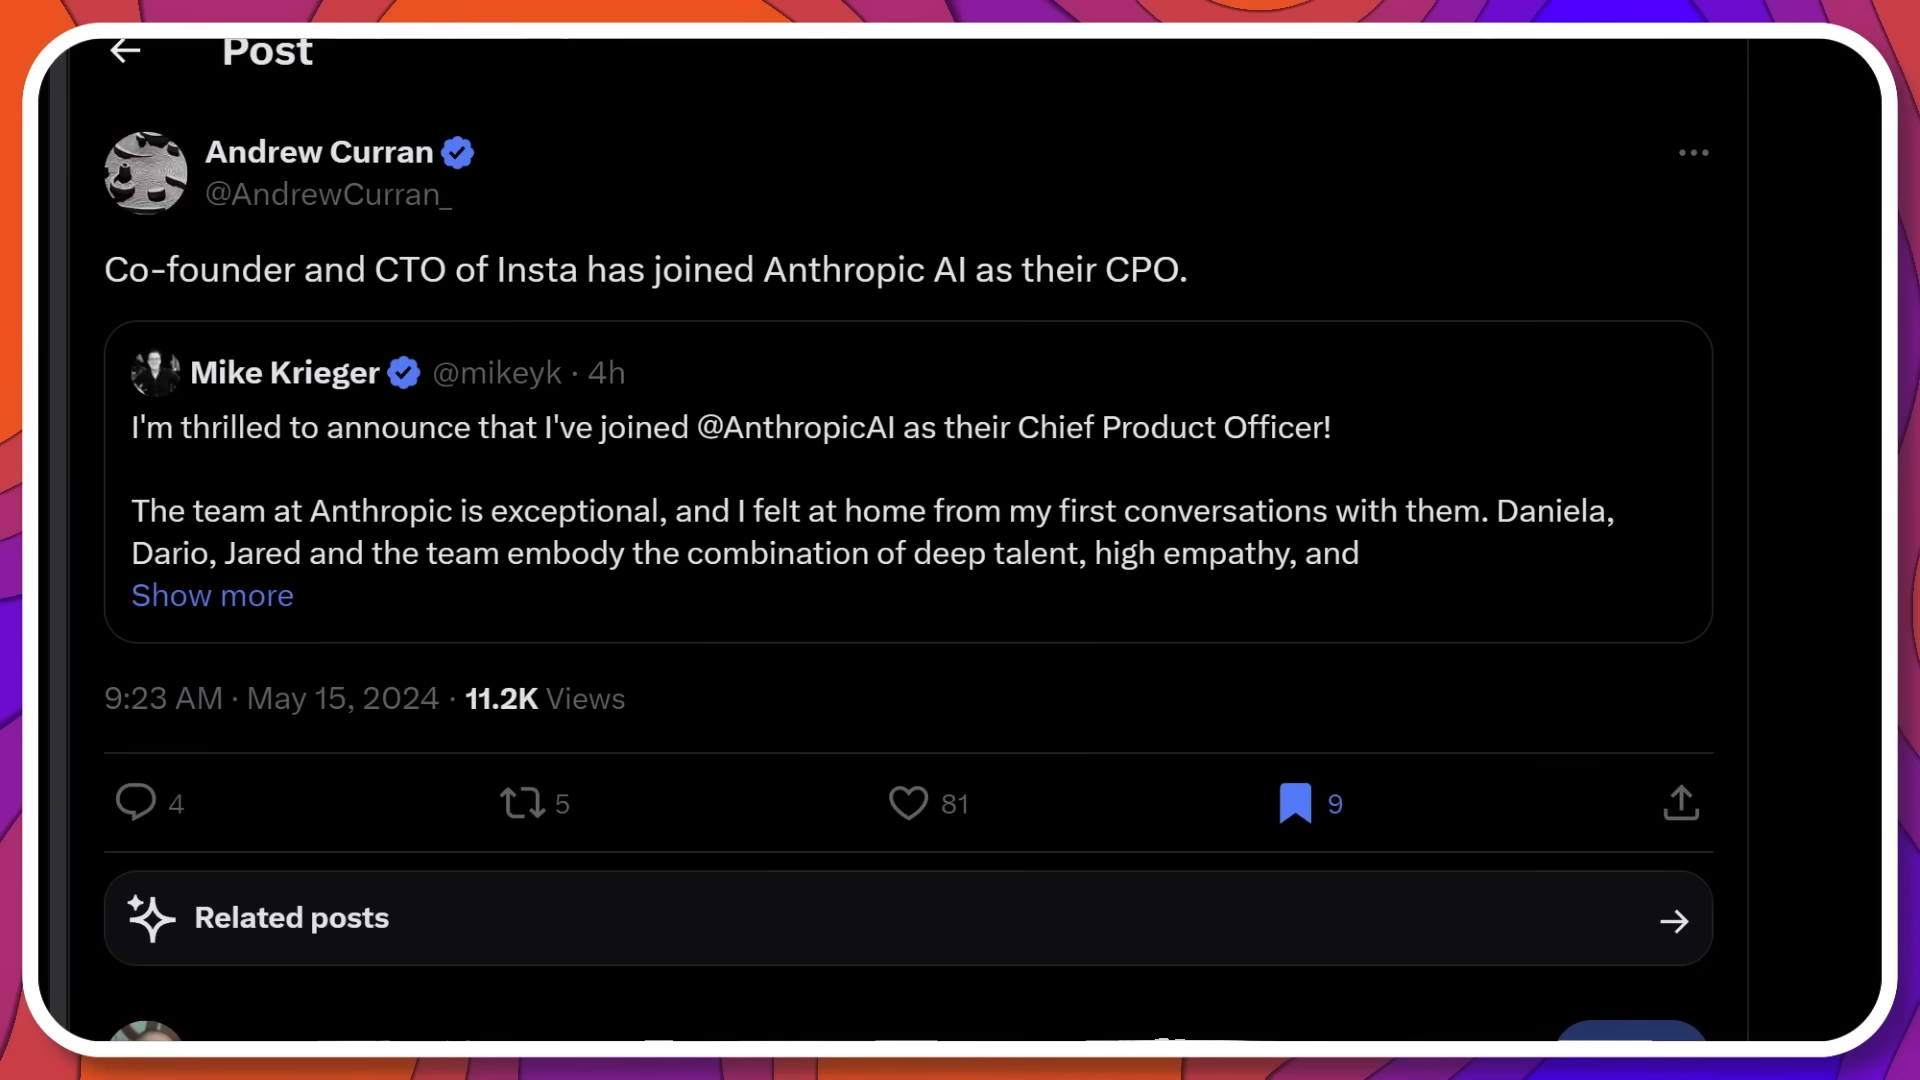 Post
Andrew Curran
@AndrewCurran_
Co-founder and CTO of Insta has joined Anthropic AI as their CPO.
Mike Krieger @mikeyk · 4h
I'm thrilled to announce that I've joined @AnthropicAI as their Chief Product Officer!
The team at Anthropic is exceptional, and I felt at home from my first conversations with them. Daniela,
Dario, Jared and the team embody the combination of deep talent, high empathy, and
Show more
9:23 AM · May 15, 2024 · 11.2K Views
4 5 81 9
Related posts